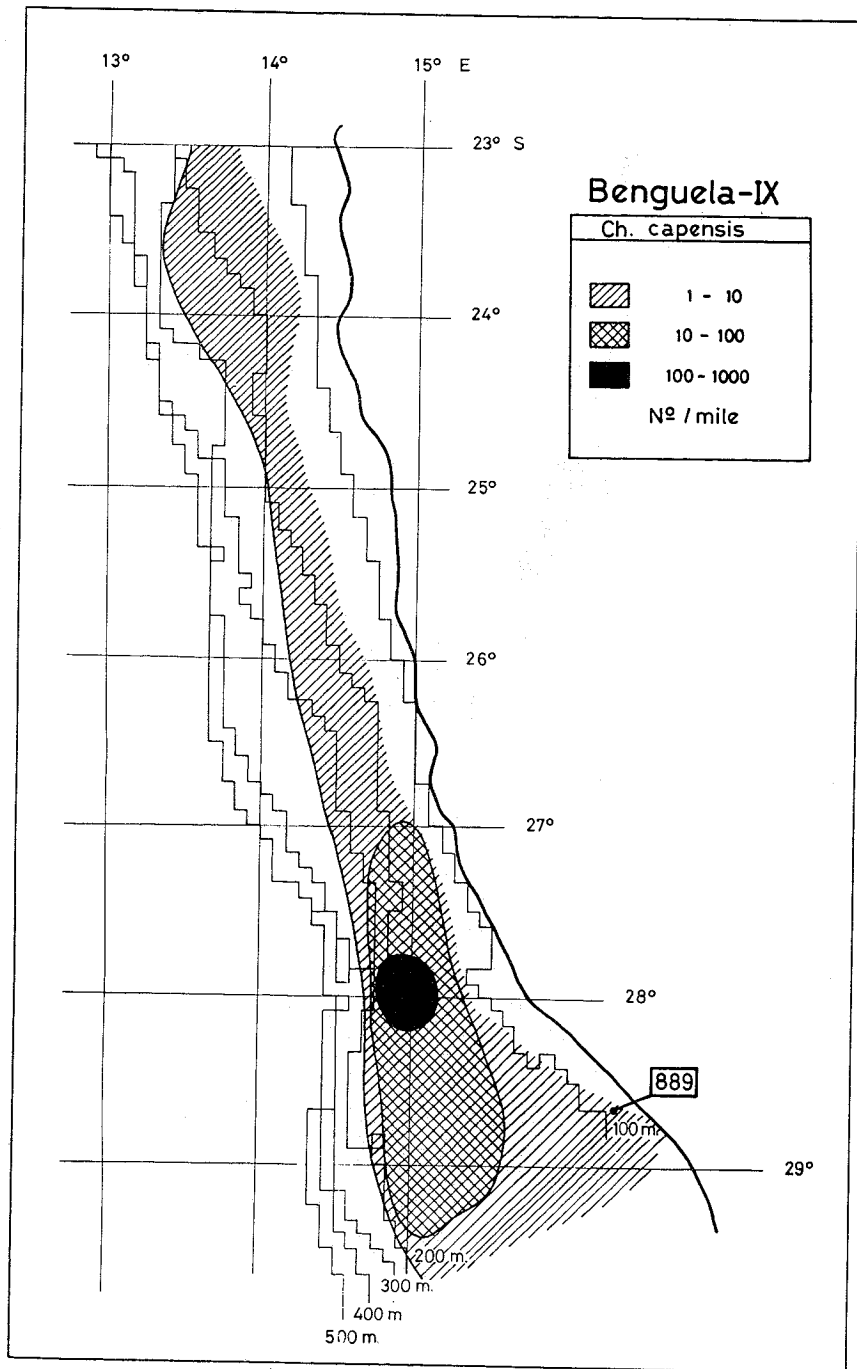 13° 14° 15° E
23° S
Benguela-IX
Ch. capensis
1 - 10
24°
10 - 100
100 - 1000
Nº / mile
25°
26°
27°
28°
889
100 m.
29°
200 m.
300 m.
400 m
500 m.